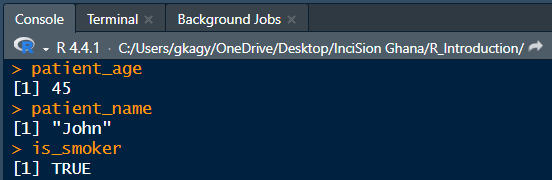 Console Terminal × Background Jobs ×
R R 4.4.1 · C:/Users/gkagy/OneDrive/Desktop/InciSion Ghana/R_Introduction/
> patient_age
[1] 45
> patient_name
[1] "John"
> is_smoker
[1] TRUE